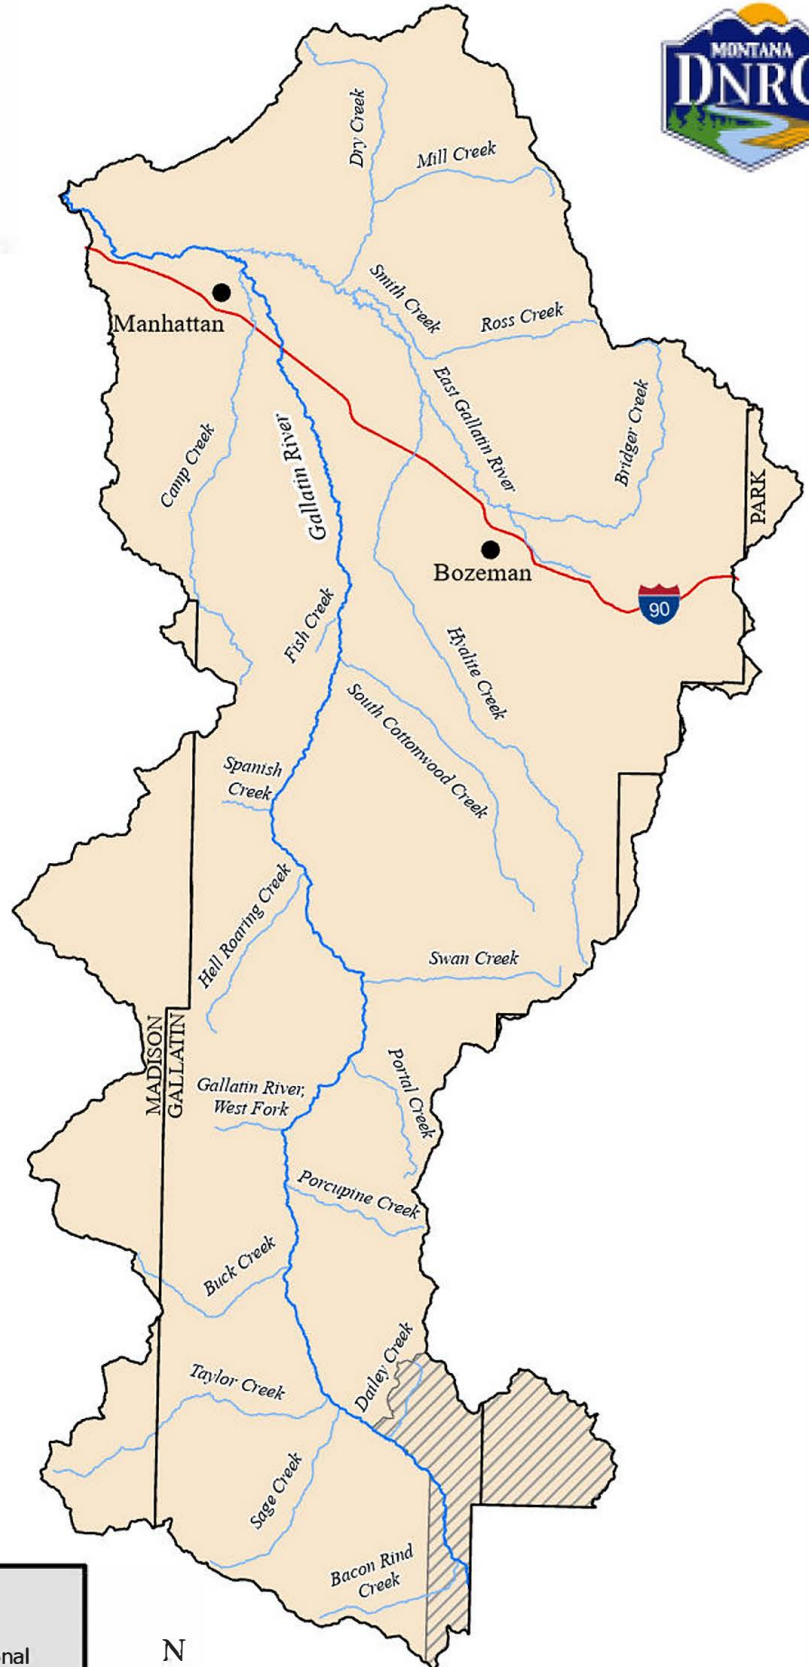 MONTANA
DNRC
Dry Creek
Mill Creek
Smith Creek
Ross Creek
Manhattan
East Gallatin River
Bridger Creek
Camp Creek
Gallatin River
PARK
Bozeman
90
Fish Creek
Hyalite Creek
South Cottonwood Creek
Spanish
Creek
Hell Roaring Creek
Swan Creek
MADISON
GALLATIN
Portal Creek
Gallatin River,
West Fork
Porcupine Creek
Buck Creek
Dailey Creek
Taylor Creek
Sage Creek
Bacon Rind
Creek
N